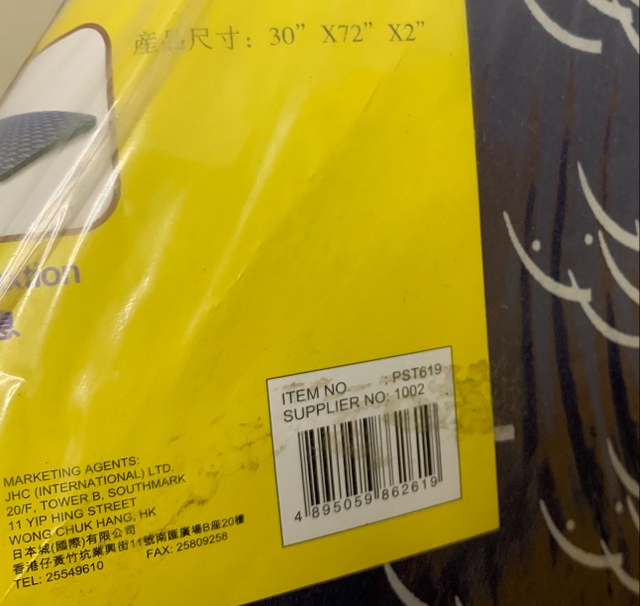 產品尺寸：30” X72” X2”
息
ITEM NO : PST619
SUPPLIER NO: 1002
4 895059 862619
MARKETING AGENTS:
JHC (INTERNATIONAL) LTD.
20/F, TOWER B, SOUTHMARK
11 YIP HING STREET
WONG CHUK HANG, HK
日本城(國際)有限公司
香港仔黃竹坑業興街11號南匯廣場B座20樓
TEL: 25549610 FAX: 25809258